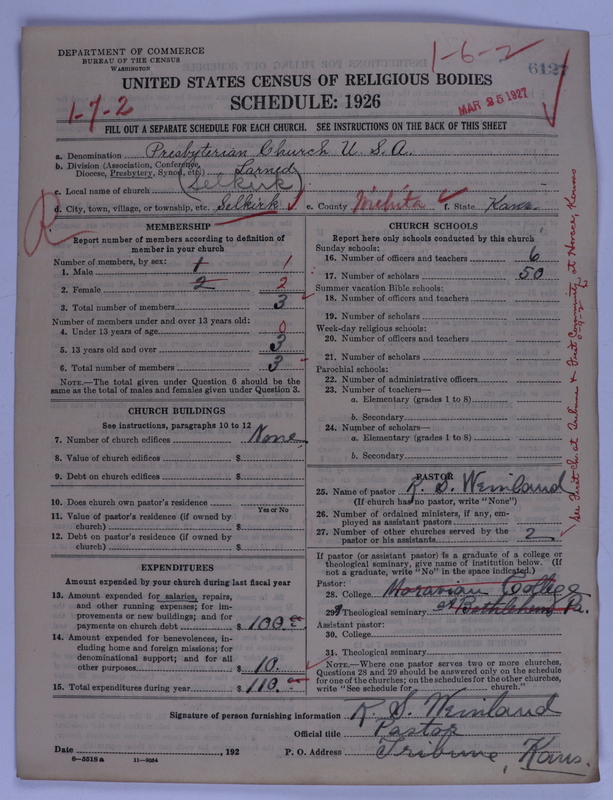 DEPARTMENT OF COMMERCE
BUREAU OF THE CENSUS
WASHINGTON
1-6-2
6127
UNITED STATES CENSUS OF RELIGIOUS BODIES
SCHEDULE: 1926
1-7-2
MAR 25 1927
FILL OUT A SEPARATE SCHEDULE FOR EACH CHURCH. SEE INSTRUCTIONS ON THE BACK OF THIS SHEET
a. Denomination Presbyterian Church U. S. A.
b. Division (Association, Conference, Diocese, Presbytery, Synod, etc.) Larned
c. Local name of church Selkirk
d. City, town, village, or township, etc. Selkirk e. County Wichita f. State Kans.
MEMBERSHIP
Report number of members according to definition of
member in your church
Number of members, by sex:
1. Male 1 1
2. Female 2 2
3. Total number of members 3
Number of members under and over 13 years old:
4. Under 13 years of age 0
5. 13 years old and over 3
6. Total number of members 3
NOTE.—The total given under Question 6 should be the
same as the total of males and females given under Question 3.
CHURCH BUILDINGS
See instructions, paragraphs 10 to 12
7. Number of church edifices None
8. Value of church edifices $
9. Debt on church edifices $
10. Does church own pastor's residence
Yes or No
11. Value of pastor's residence (if owned by
church) $
12. Debt on pastor's residence (if owned by
church) $
EXPENDITURES
Amount expended by your church during last fiscal year
13. Amount expended for salaries, repairs,
and other running expenses; for im-
provements or new buildings; and for
payments on church debt $ 100.00
14. Amount expended for benevolences, in-
cluding home and foreign missions; for
denominational support; and for all
other purposes $ 10.
15. Total expenditures during year $ 110.00
CHURCH SCHOOLS
Report here only schools conducted by this church
Sunday schools:
16. Number of officers and teachers 6
17. Number of scholars 50
Summer vacation Bible schools:
18. Number of officers and teachers
19. Number of scholars
Week-day religious schools:
20. Number of officers and teachers
21. Number of scholars
Parochial schools:
22. Number of administrative officers
23. Number of teachers—
a. Elementary (grades 1 to 8)
b. Secondary
24. Number of scholars—
a. Elementary (grades 1 to 8)
b. Secondary
PASTOR
25. Name of pastor R. S. Weinland
(If church has no pastor, write "None")
26. Number of ordained ministers, if any, em-
ployed as assistant pastors
27. Number of other churches served by the
pastor or his assistants 2
If pastor (or assistant pastor) is a graduate of a college or
theological seminary, give name of institution below. (If
not a graduate, write "No" in the space indicated.)
Pastor:
28. College Moravian College
29. Theological seminary at Bethlehem, Pa.
Assistant pastor:
30. College
31. Theological seminary
NOTE.—Where one pastor serves two or more churches,
Questions 28 and 29 should be answered only on the schedule
for one of the churches; on the schedules for the other churches,
write "See schedule for church."
See First Ch. at Tribune & First Community at Horace, Kans
Signature of person furnishing information R. S. Weinland
Official title Pastor
Date , 192 P. O. Address Tribune, Kans.
6-5518 a 11-9054